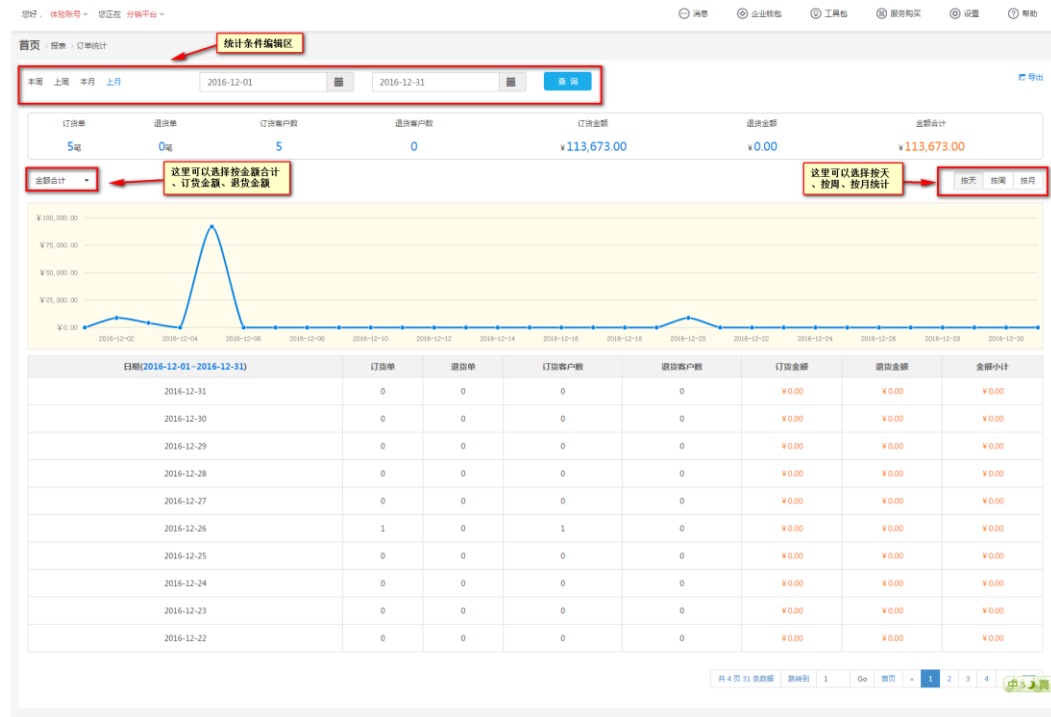 您好， 体验账号 您正在 分销平台 消息 企业钱包 工具包 服务购买 设置 帮助
首页 › 报表 › 订单统计
统计条件编辑区
本周 上周 本月 上月 2016-12-01 2016-12-31 查 询 导出
订货单 退货单 订货客户数 退货客户数 订货金额 退货金额 金额合计
5笔 0笔 5 0 ¥113,673.00 ¥0.00 ¥113,673.00
金额合计
这里可以选择按金额合计
、订货金额、退货金额
这里可以选择按天
、按周、按月统计
按天 按周 按月
¥100,000.00
¥75,000.00
¥50,000.00
¥25,000.00
¥0.00
2016-12-02 2016-12-04 2016-12-06 2016-12-08 2016-12-10 2016-12-12 2016-12-14 2016-12-16 2016-12-18 2016-12-20 2016-12-22 2016-12-24 2016-12-26 2016-12-28 2016-12-30
日期(2016-12-01~2016-12-31) 订货单 退货单 订货客户数 退货客户数 订货金额 退货金额 金额小计
2016-12-31 0 0 0 0 ¥0.00 ¥0.00 ¥0.00
2016-12-30 0 0 0 0 ¥0.00 ¥0.00 ¥0.00
2016-12-29 0 0 0 0 ¥0.00 ¥0.00 ¥0.00
2016-12-28 0 0 0 0 ¥0.00 ¥0.00 ¥0.00
2016-12-27 0 0 0 0 ¥0.00 ¥0.00 ¥0.00
2016-12-26 1 0 1 0 ¥0.00 ¥0.00 ¥0.00
2016-12-25 0 0 0 0 ¥0.00 ¥0.00 ¥0.00
2016-12-24 0 0 0 0 ¥0.00 ¥0.00 ¥0.00
2016-12-23 0 0 0 0 ¥0.00 ¥0.00 ¥0.00
2016-12-22 0 0 0 0 ¥0.00 ¥0.00 ¥0.00
共 4 页 31 条数据 跳转到 1 Go 首页 « 1 2 3 4
中 简